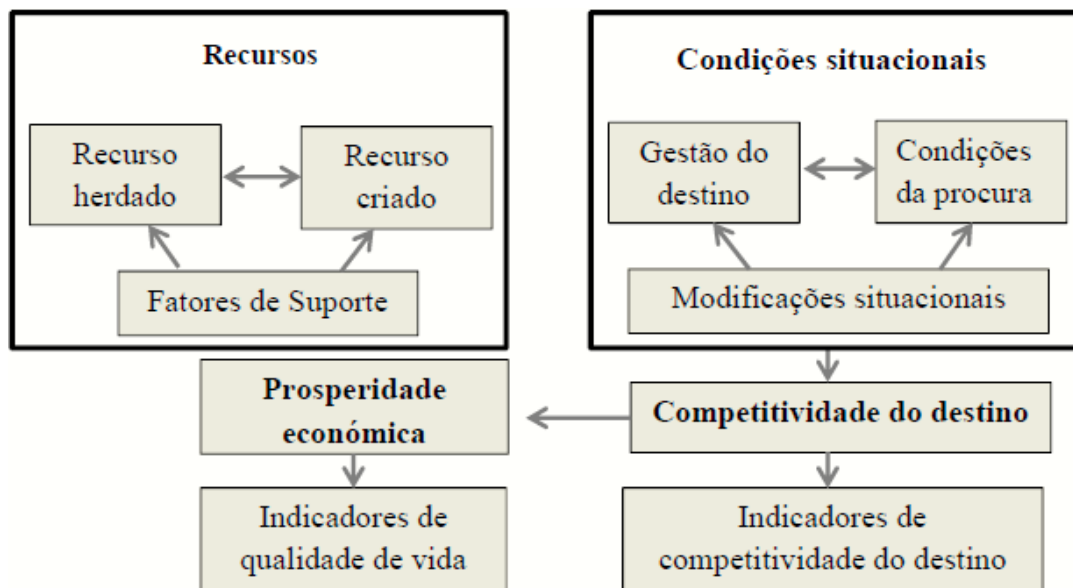 Recursos
Recurso
herdado
Recurso
criado
Fatores de Suporte
Condições situacionais
Gestão do
destino
Condições
da procura
Modificações situacionais
Prosperidade
económica
Competitividade do destino
Indicadores de
qualidade de vida
Indicadores de
competitividade do destino